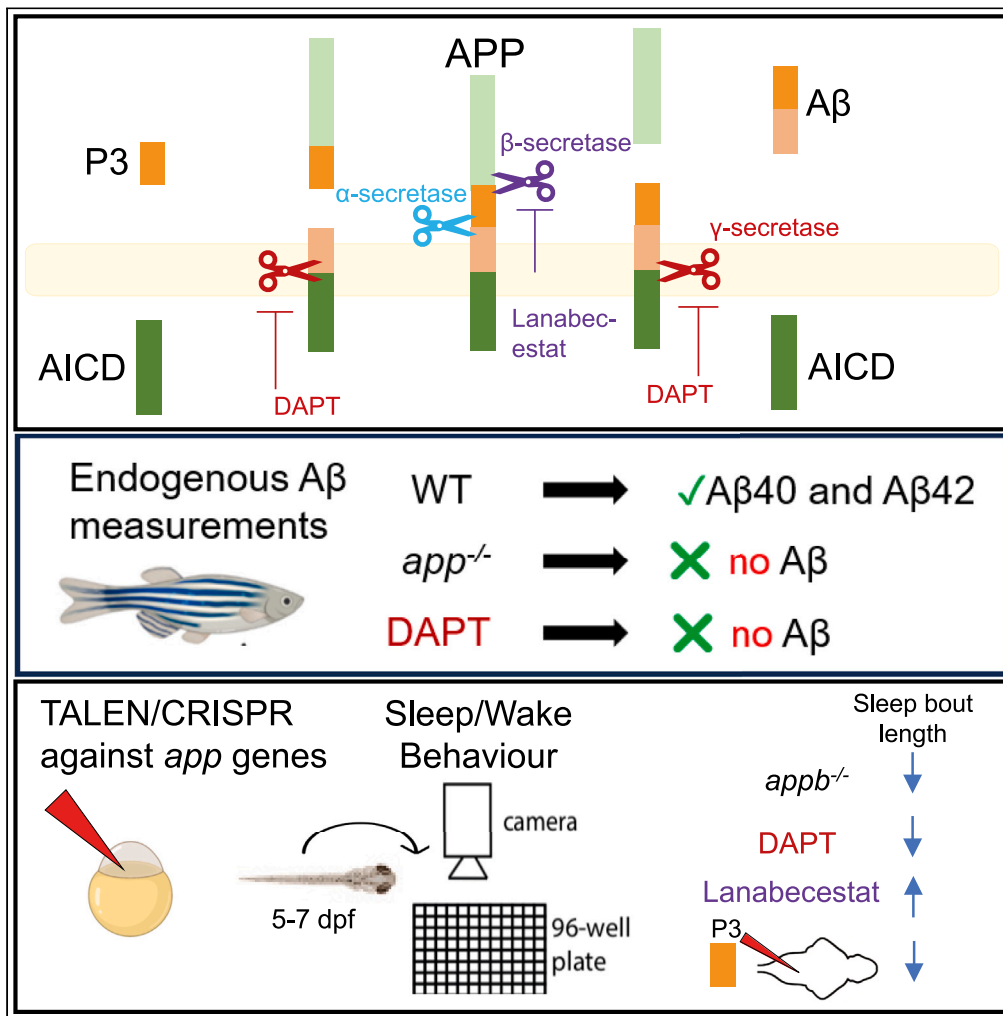 APP
Aβ
P3
β-secretase
α-secretase
γ-secretase
Lanabec-
estat
AICD
DAPT
DAPT
AICD
Endogenous Aβ
measurements
WT
✓Aβ40 and Aβ42
app-/-
no Aβ
DAPT
no Aβ
TALEN/CRISPR
against app genes
Sleep/Wake
Behaviour
camera
5-7 dpf
96-well
plate
Sleep bout
length
appb-/-
DAPT
Lanabecestat
P3